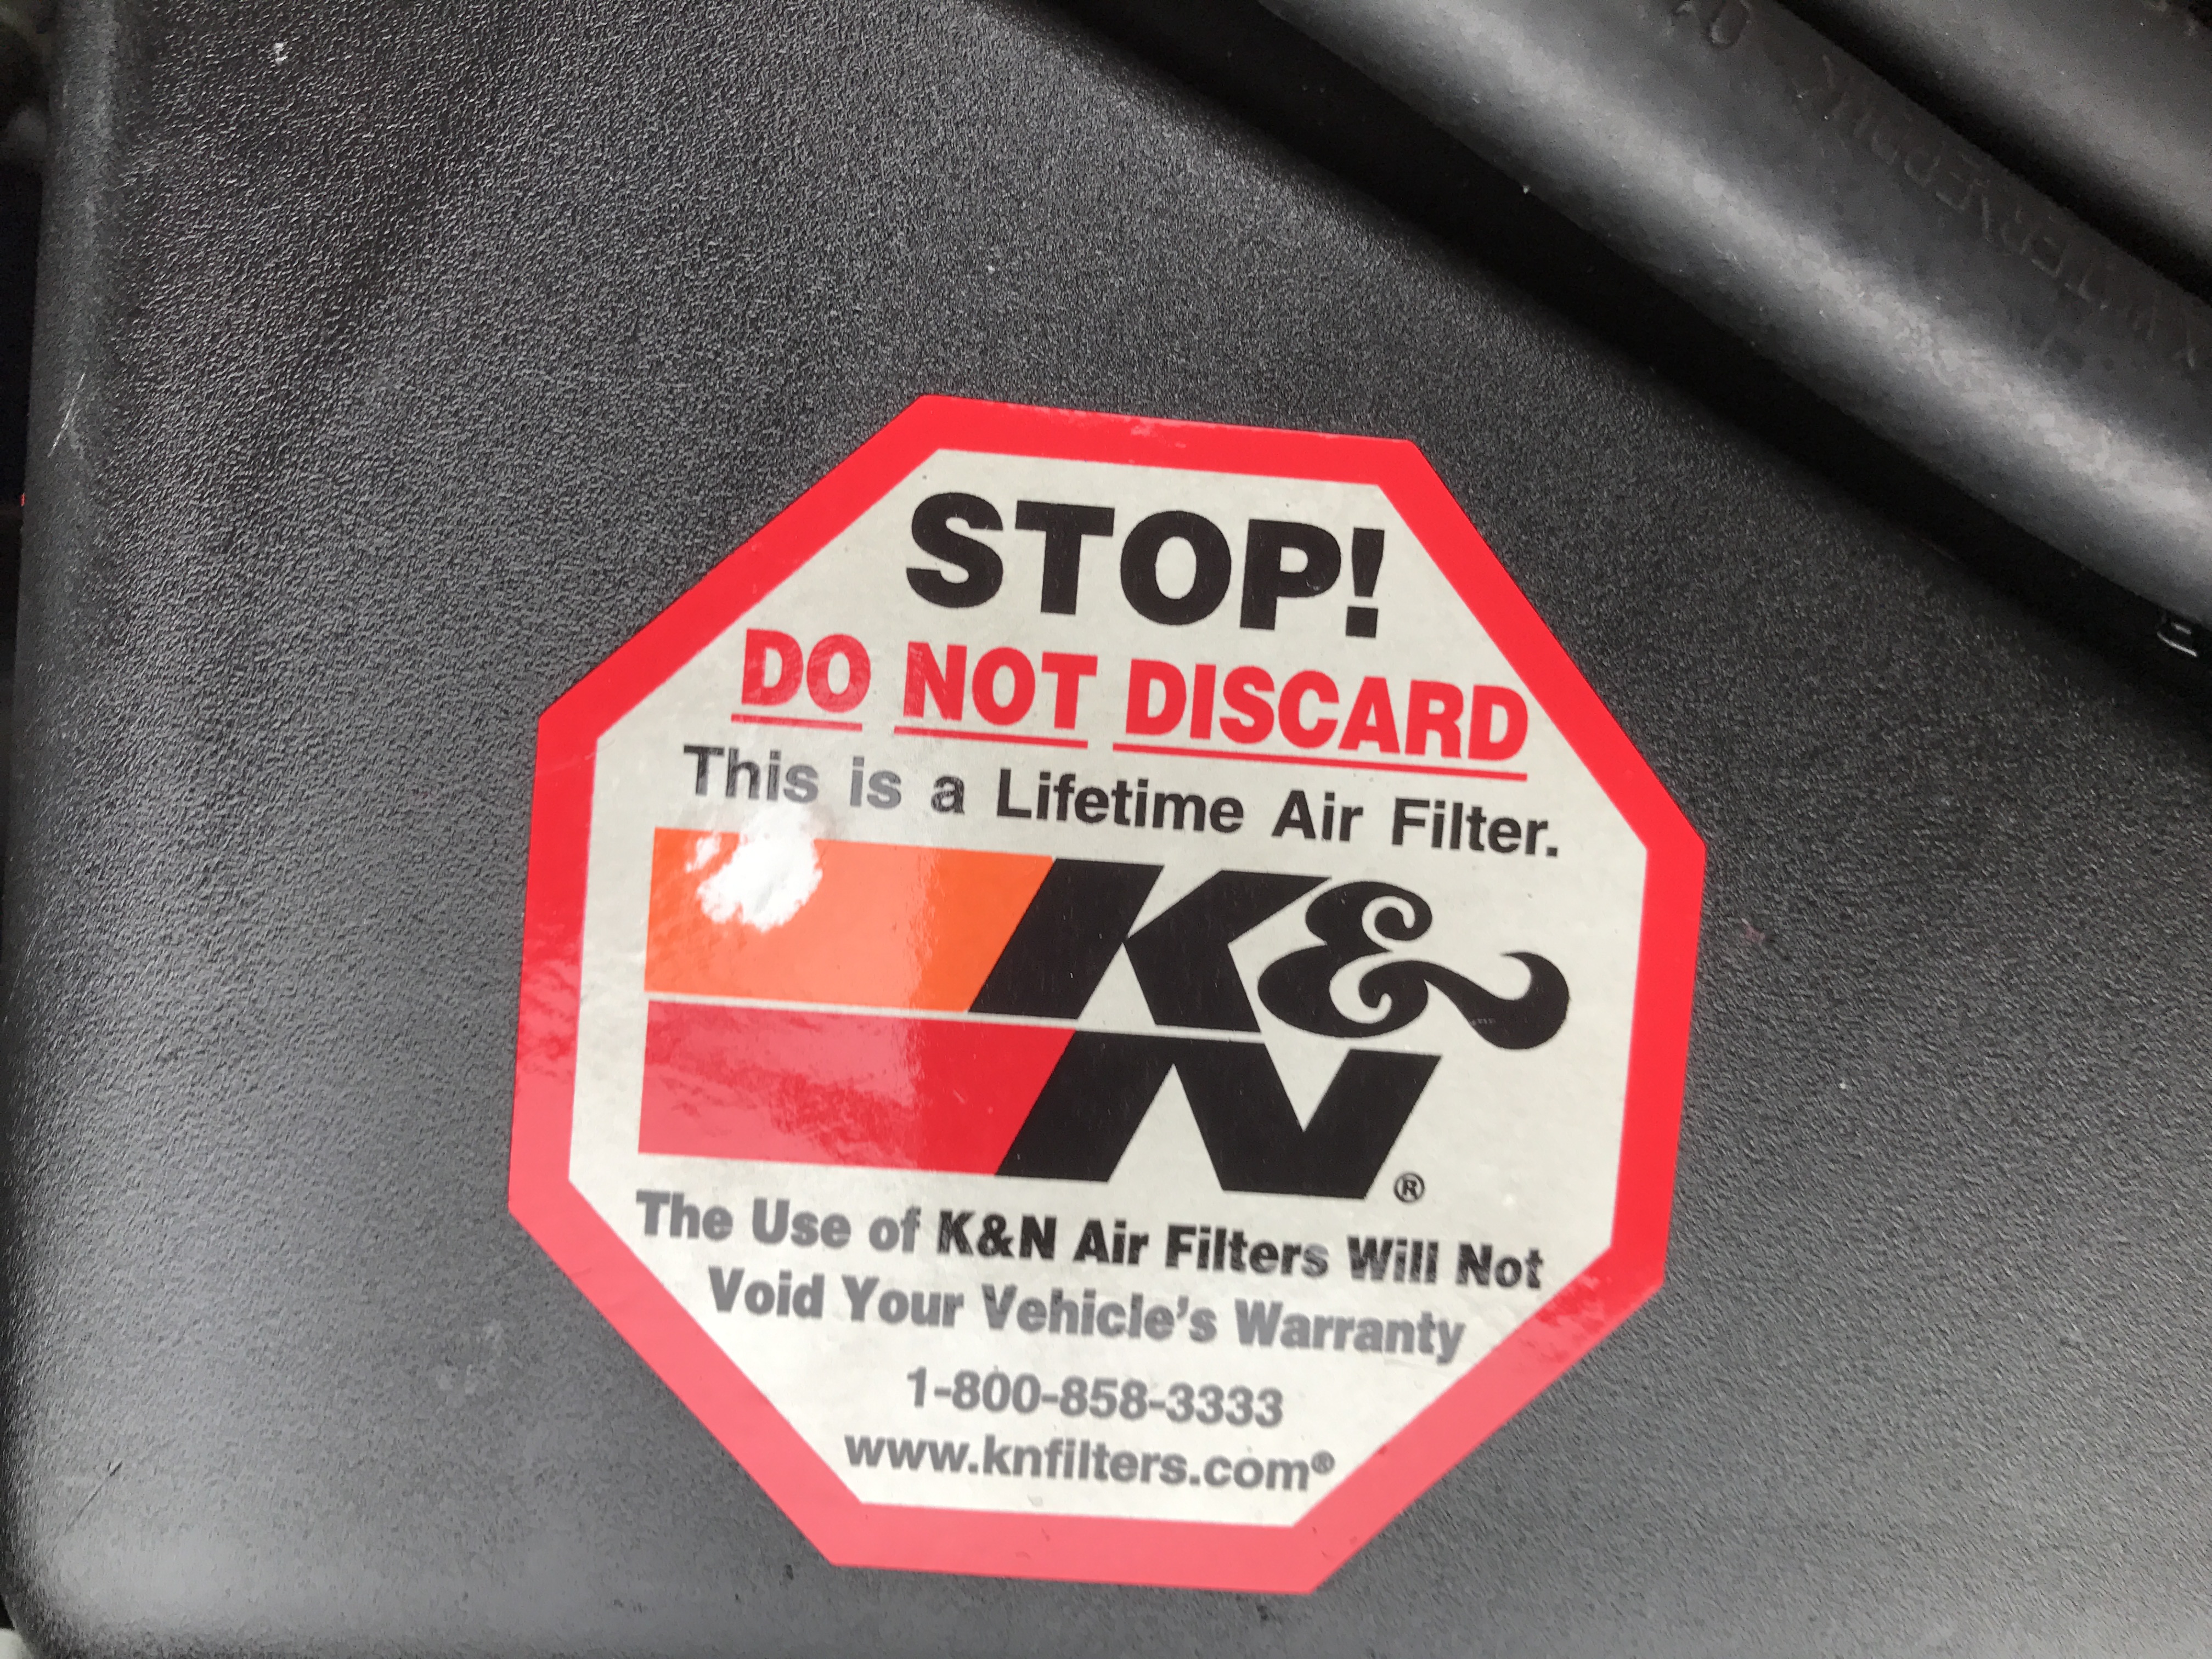 STOP!
DO NOT DISCARD
This is a Lifetime Air Filter.
K&
N®
The Use of K&N Air Filters Will Not
Void Your Vehicle's Warranty
1-800-858-3333
www.knfilters.com®